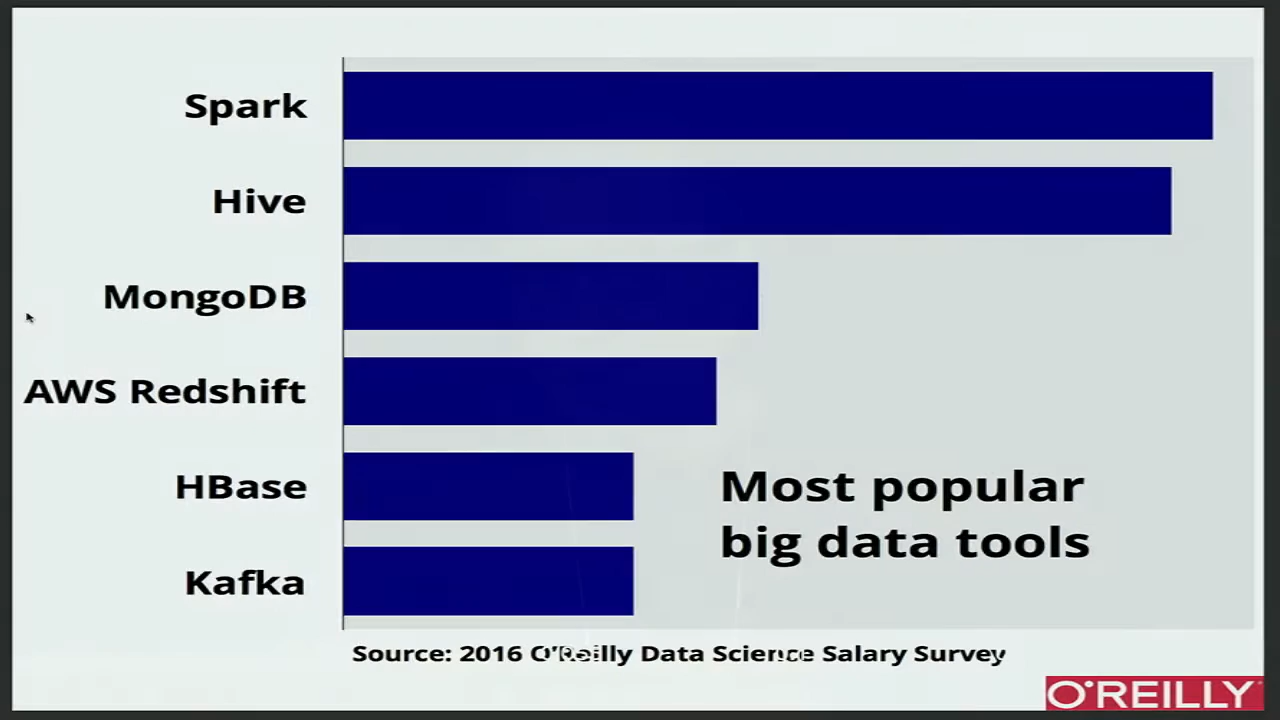 Spark
Hive
MongoDB
AWS Redshift
HBase
Kafka
Most popular
big data tools
Source: 2016 O'Reilly Data Science Salary Survey
O'REILLY